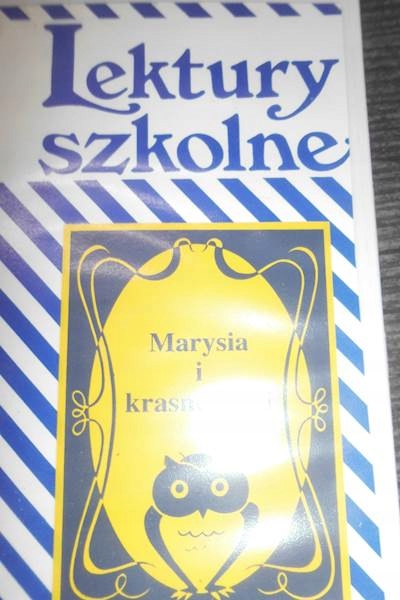 Lektury
szkolne
Marysia
i